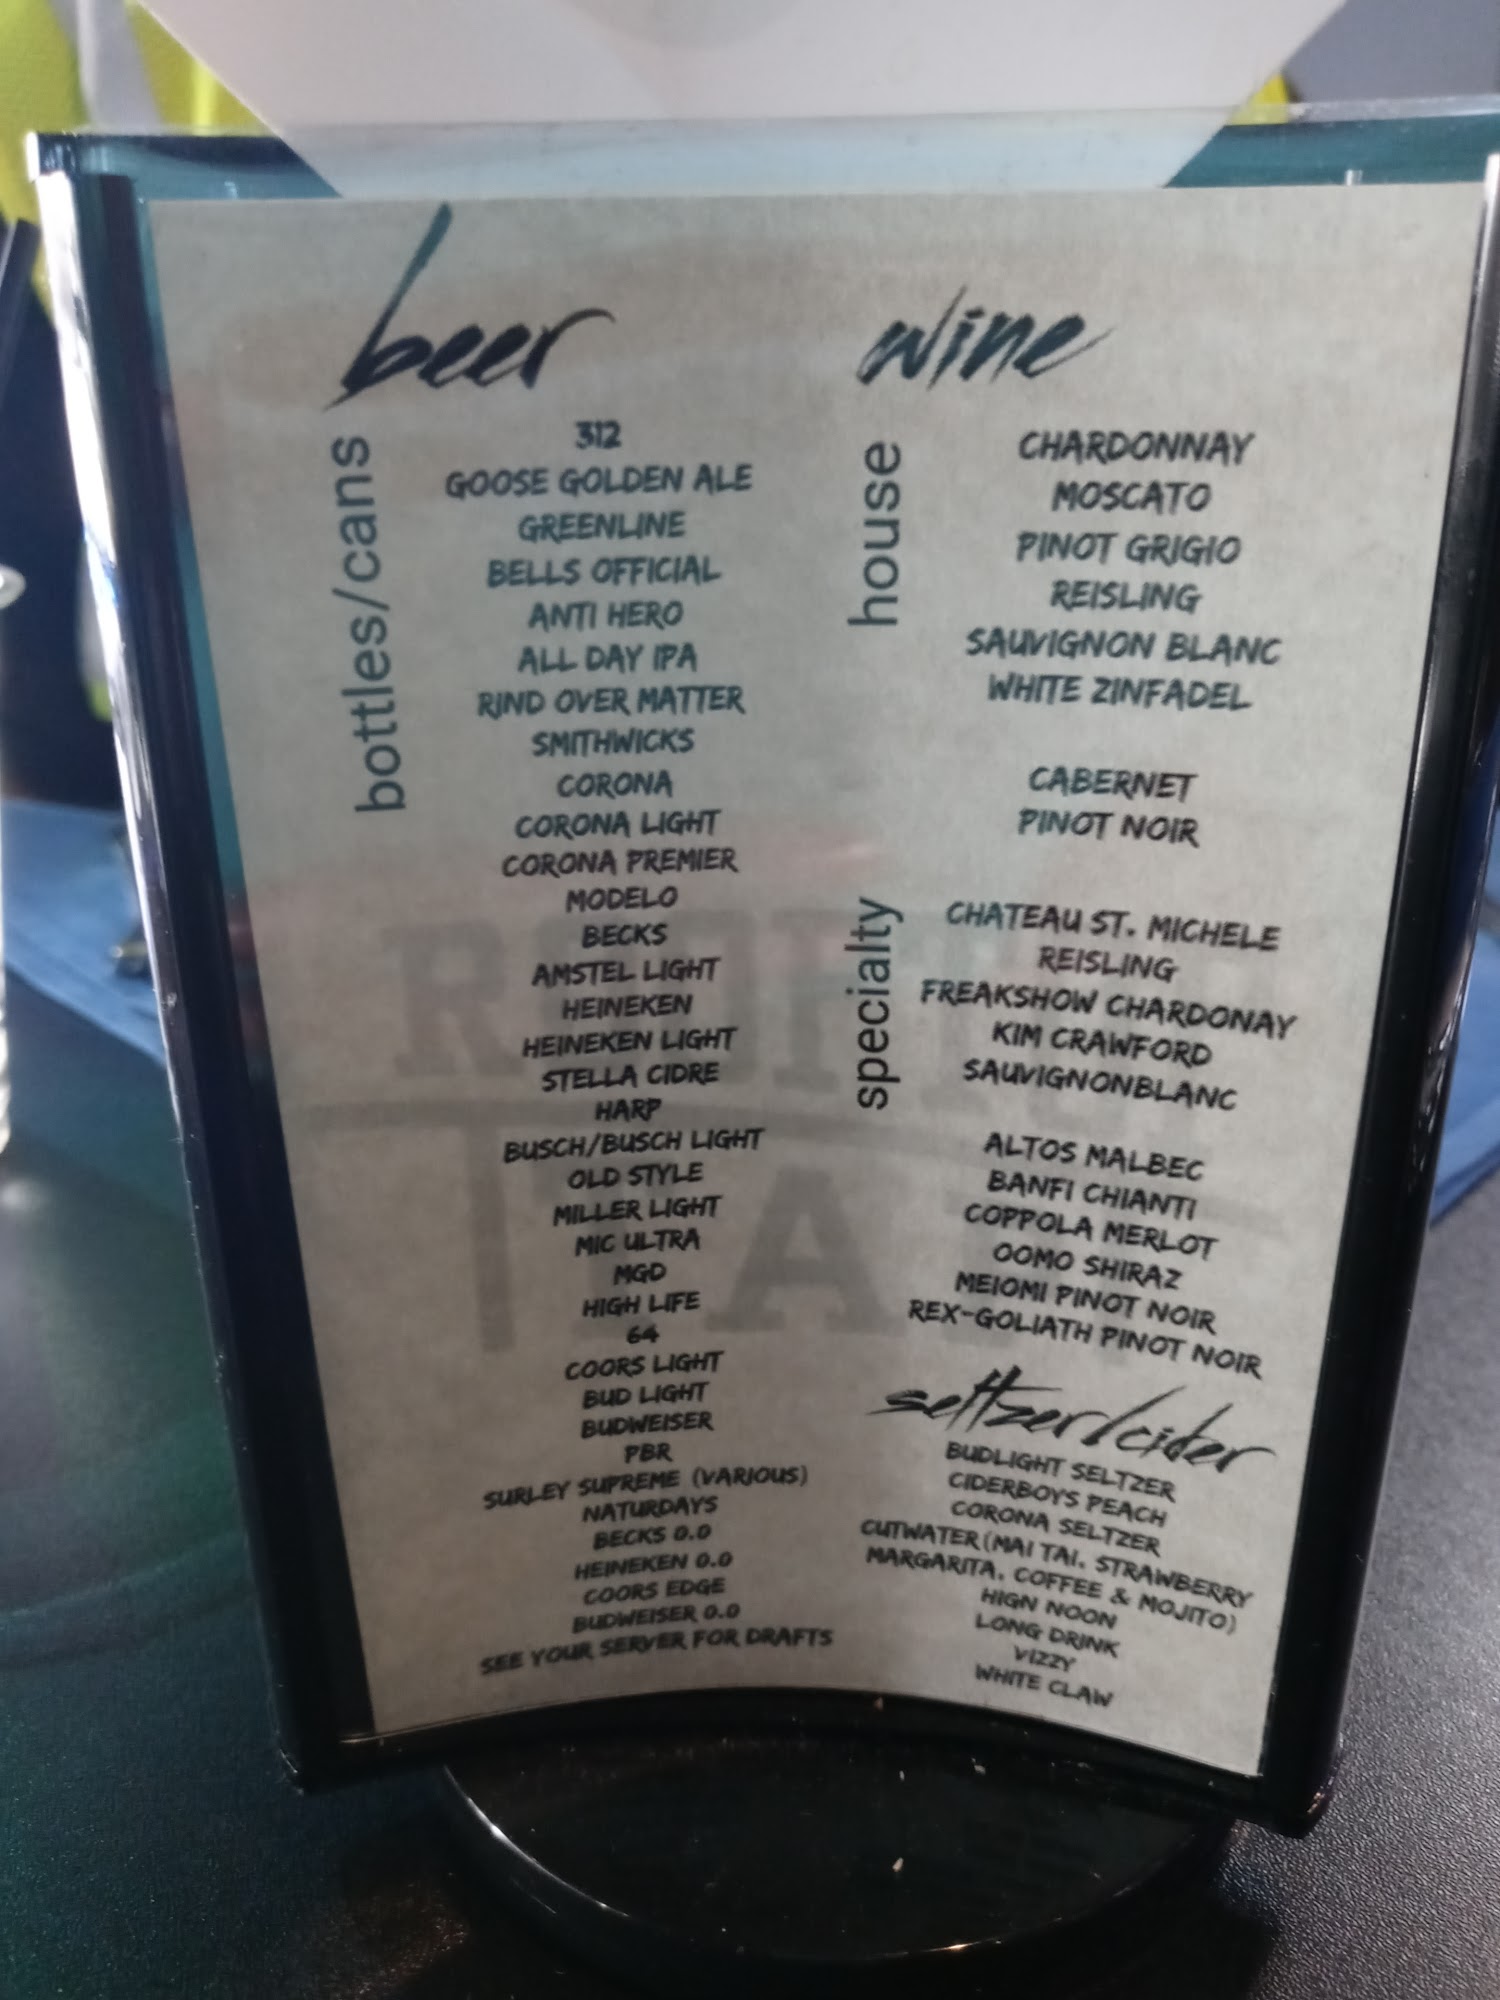 beer
bottles/cans
312
GOOSE GOLDEN ALE
GREENLINE
BELLS OFFICIAL
ANTI HERO
ALL DAY IPA
RIND OVER MATTER
SMITHWICKS
CORONA
CORONA LIGHT
CORONA PREMIER
MODELO
BECKS
AMSTEL LIGHT
HEINEKEN
HEINEKEN LIGHT
STELLA CIDRE
HARP
BUSCH/BUSCH LIGHT
OLD STYLE
MILLER LIGHT
MIC ULTRA
MGD
HIGH LIFE
64
COORS LIGHT
BUD LIGHT
BUDWEISER
PBR
SURLEY SUPREME (VARIOUS)
NATURDAYS
BECKS 0.0
HEINEKEN 0.0
COORS EDGE
BUDWEISER 0.0
SEE YOUR SERVER FOR DRAFTS
wine
house
CHARDONNAY
MOSCATO
PINOT GRIGIO
REISLING
SAUVIGNON BLANC
WHITE ZINFADEL
CABERNET
PINOT NOIR
specialty
CHATEAU ST. MICHELE
REISLING
FREAKSHOW CHARDONAY
KIM CRAWFORD
SAUVIGNONBLANC
ALTOS MALBEC
BANFI CHIANTI
COPPOLA MERLOT
OOMO SHIRAZ
MEIOMI PINOT NOIR
REX-GOLIATH PINOT NOIR
seltzer/cider
BUDLIGHT SELTZER
CIDERBOYS PEACH
CORONA SELTZER
CUTWATER(MAI TAI, STRAWBERRY
MARGARITA, COFFEE & MOJITO)
HIGN NOON
LONG DRINK
VIZZY
WHITE CLAW